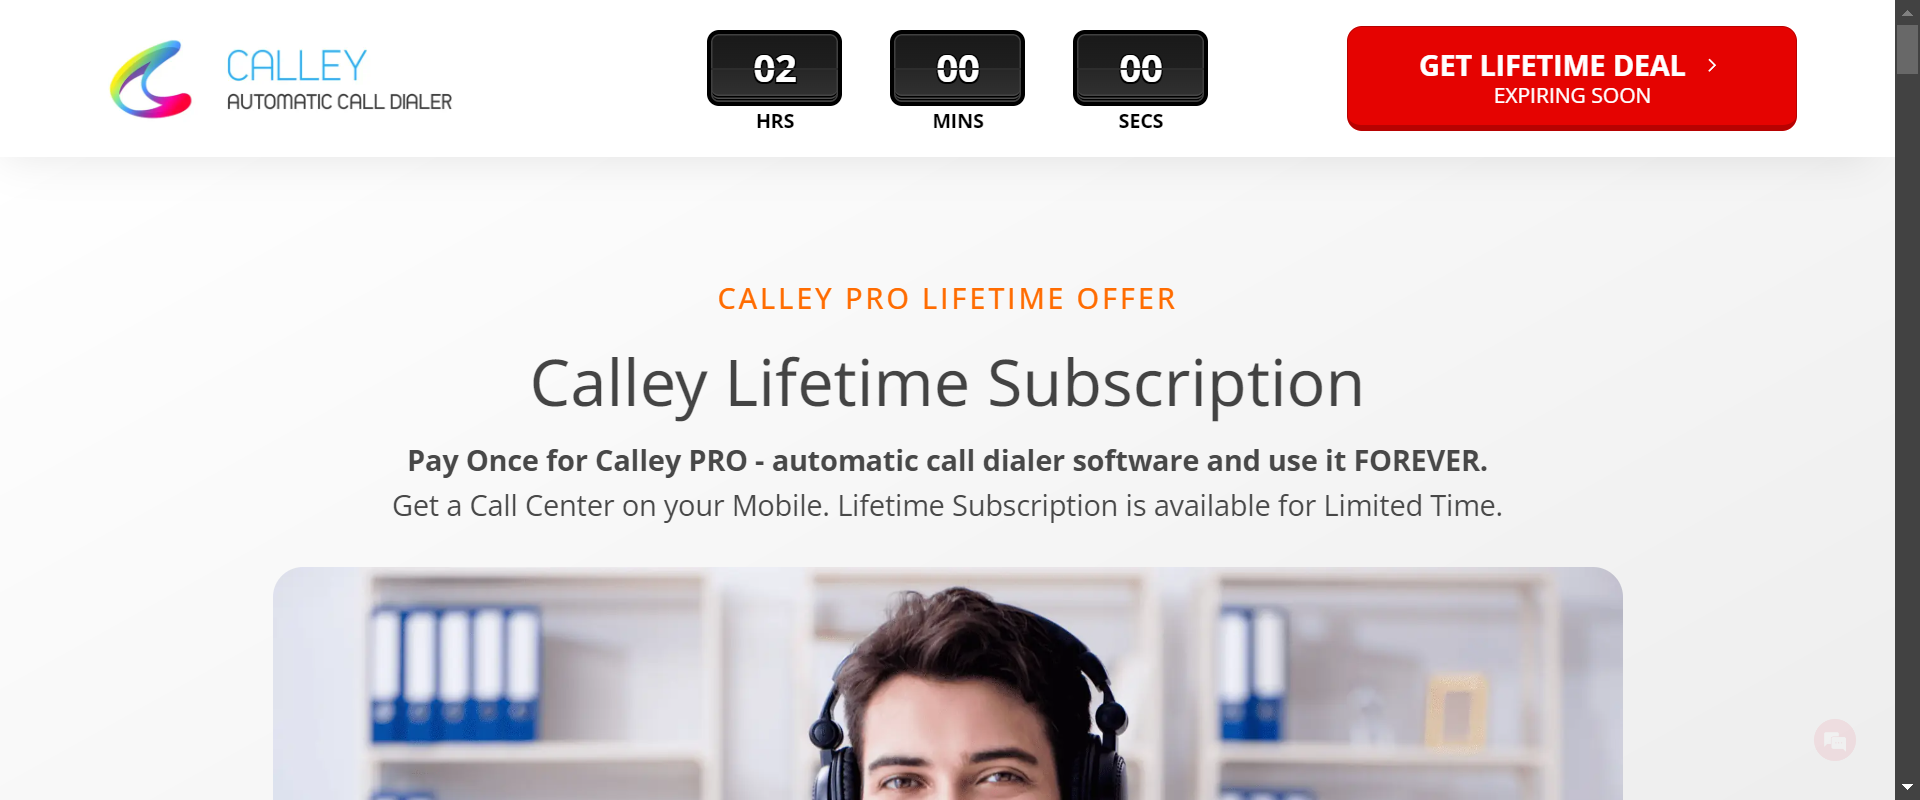 CALLEY
AUTOMATIC CALL DIALER
02
00
00
HRS
MINS
SECS
GET LIFETIME DEAL
EXPIRING SOON
CALLEY PRO LIFETIME OFFER
Calley Lifetime Subscription
Pay Once for Calley PRO - automatic call dialer software and use it FOREVER.
Get a Call Center on your Mobile. Lifetime Subscription is available for Limited Time.